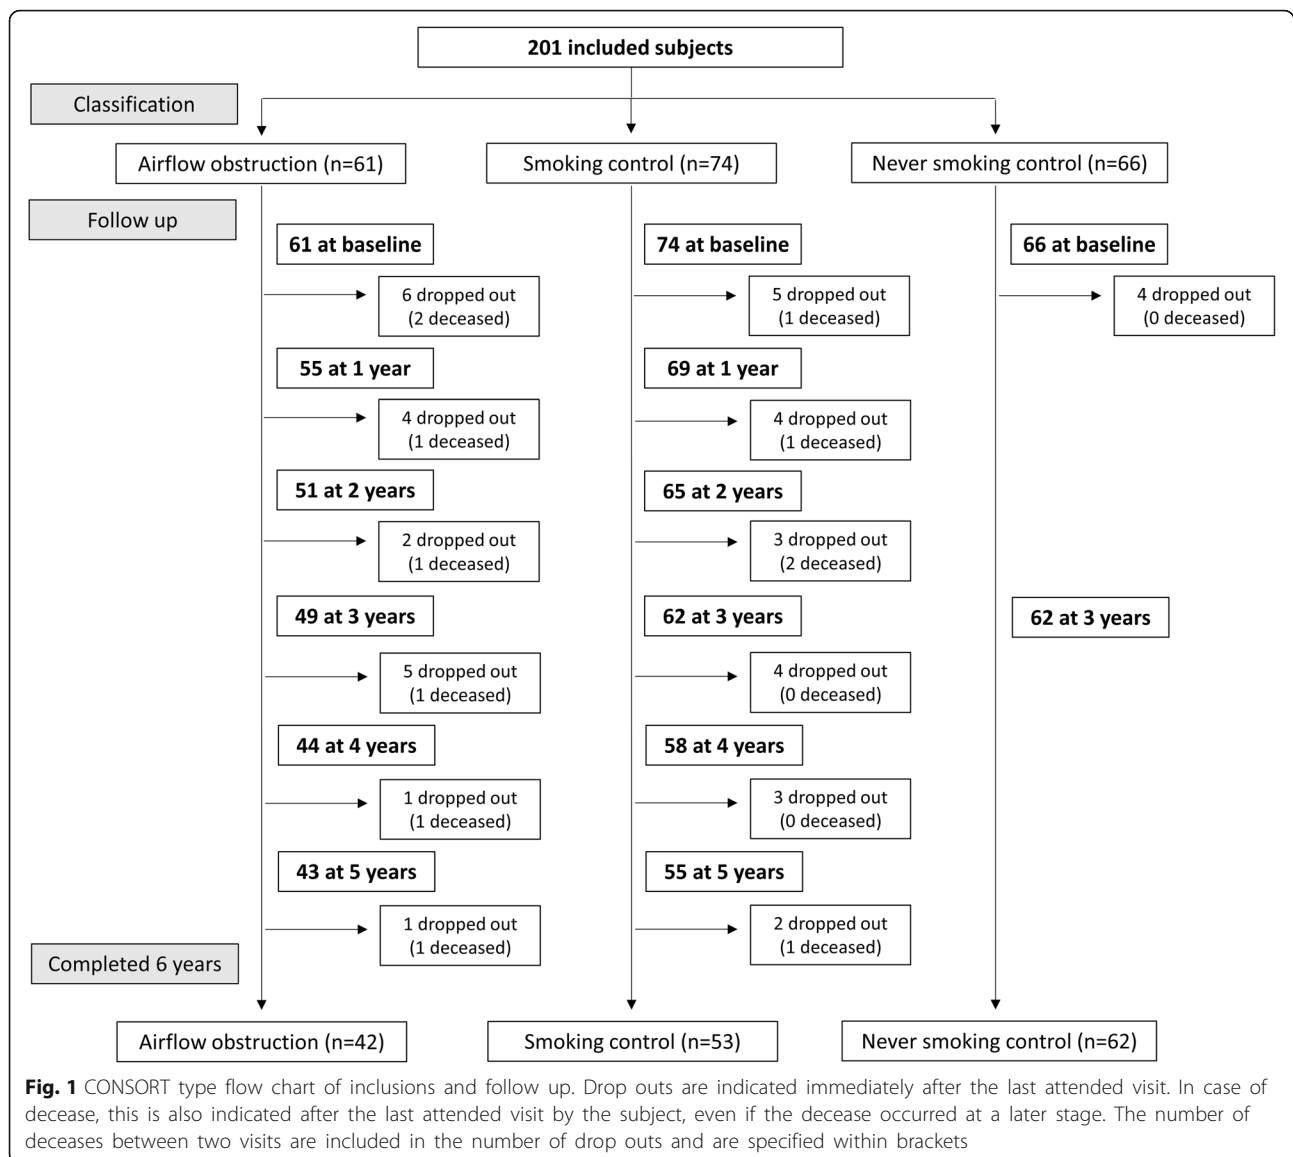 201 included subjects
Classification
Airflow obstruction (n=61)
Smoking control (n=74)
Never smoking control (n=66)
Follow up
61 at baseline
74 at baseline
66 at baseline
6 dropped out
(2 deceased)
5 dropped out
(1 deceased)
4 dropped out
(0 deceased)
55 at 1 year
69 at 1 year
4 dropped out
(1 deceased)
4 dropped out
(1 deceased)
51 at 2 years
65 at 2 years
2 dropped out
(1 deceased)
3 dropped out
(2 deceased)
49 at 3 years
62 at 3 years
62 at 3 years
5 dropped out
(1 deceased)
4 dropped out
(0 deceased)
44 at 4 years
58 at 4 years
1 dropped out
(1 deceased)
3 dropped out
(0 deceased)
43 at 5 years
55 at 5 years
1 dropped out
(1 deceased)
2 dropped out
(1 deceased)
Completed 6 years
Airflow obstruction (n=42)
Smoking control (n=53)
Never smoking control (n=62)
Fig. 1 CONSORT type flow chart of inclusions and follow up. Drop outs are indicated immediately after the last attended visit. In case of
decease, this is also indicated after the last attended visit by the subject, even if the decease occurred at a later stage. The number of
deceases between two visits are included in the number of drop outs and are specified within brackets